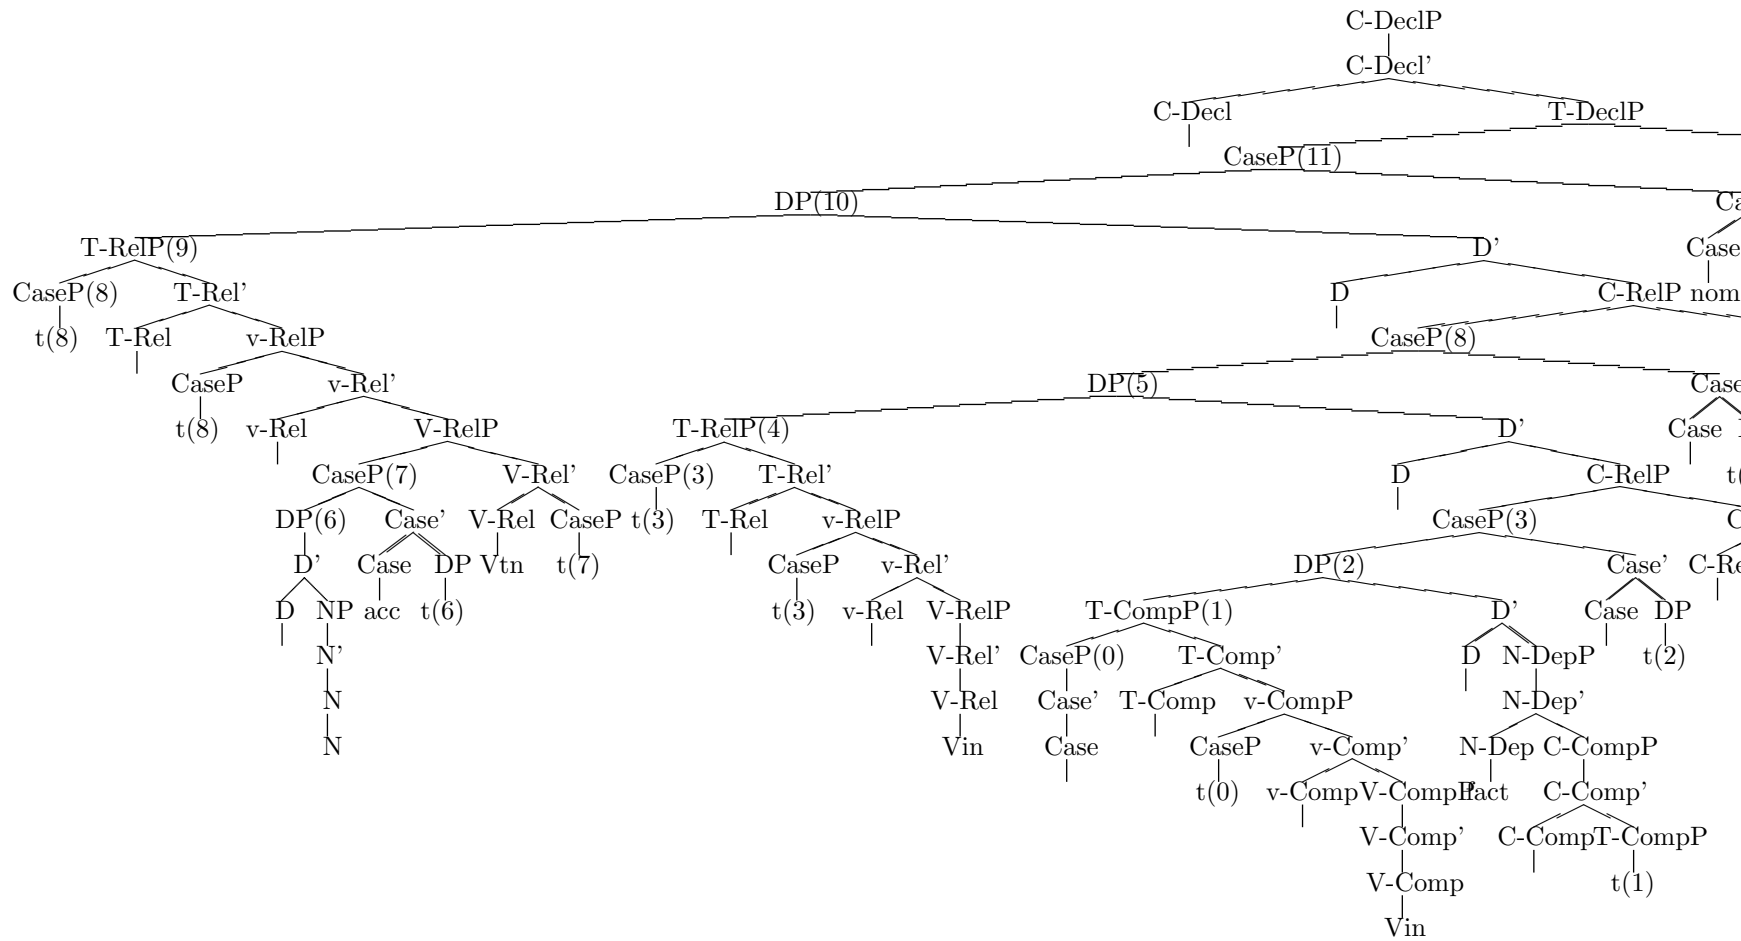 C-DeclP
C-Decl'
C-Decl T-DeclP
CaseP(11)
DP(10) Ca
T-RelP(9) D' Case
CaseP(8) T-Rel' D C-RelP nom
t(8) T-Rel v-RelP CaseP(8)
CaseP v-Rel' DP(5) Case
t(8) v-Rel V-RelP T-RelP(4) D' Case
CaseP(7) V-Rel' CaseP(3) T-Rel' D C-RelP t(
DP(6) Case' V-Rel CaseP t(3) T-Rel v-RelP CaseP(3) C
D' Case DP Vtn t(7) CaseP v-Rel' DP(2) Case' C-Re
D NP acc t(6) t(3) v-Rel V-RelP T-CompP(1) D' Case DP
N' V-Rel' CaseP(0) T-Comp' D N-DepP t(2)
N V-Rel Case' T-Comp v-CompP N-Dep'
N Vin Case CaseP v-Comp' N-Dep C-CompP
t(0) v-Comp V-CompP fact C-Comp'
V-Comp' C-Comp T-CompP
V-Comp t(1)
Vin